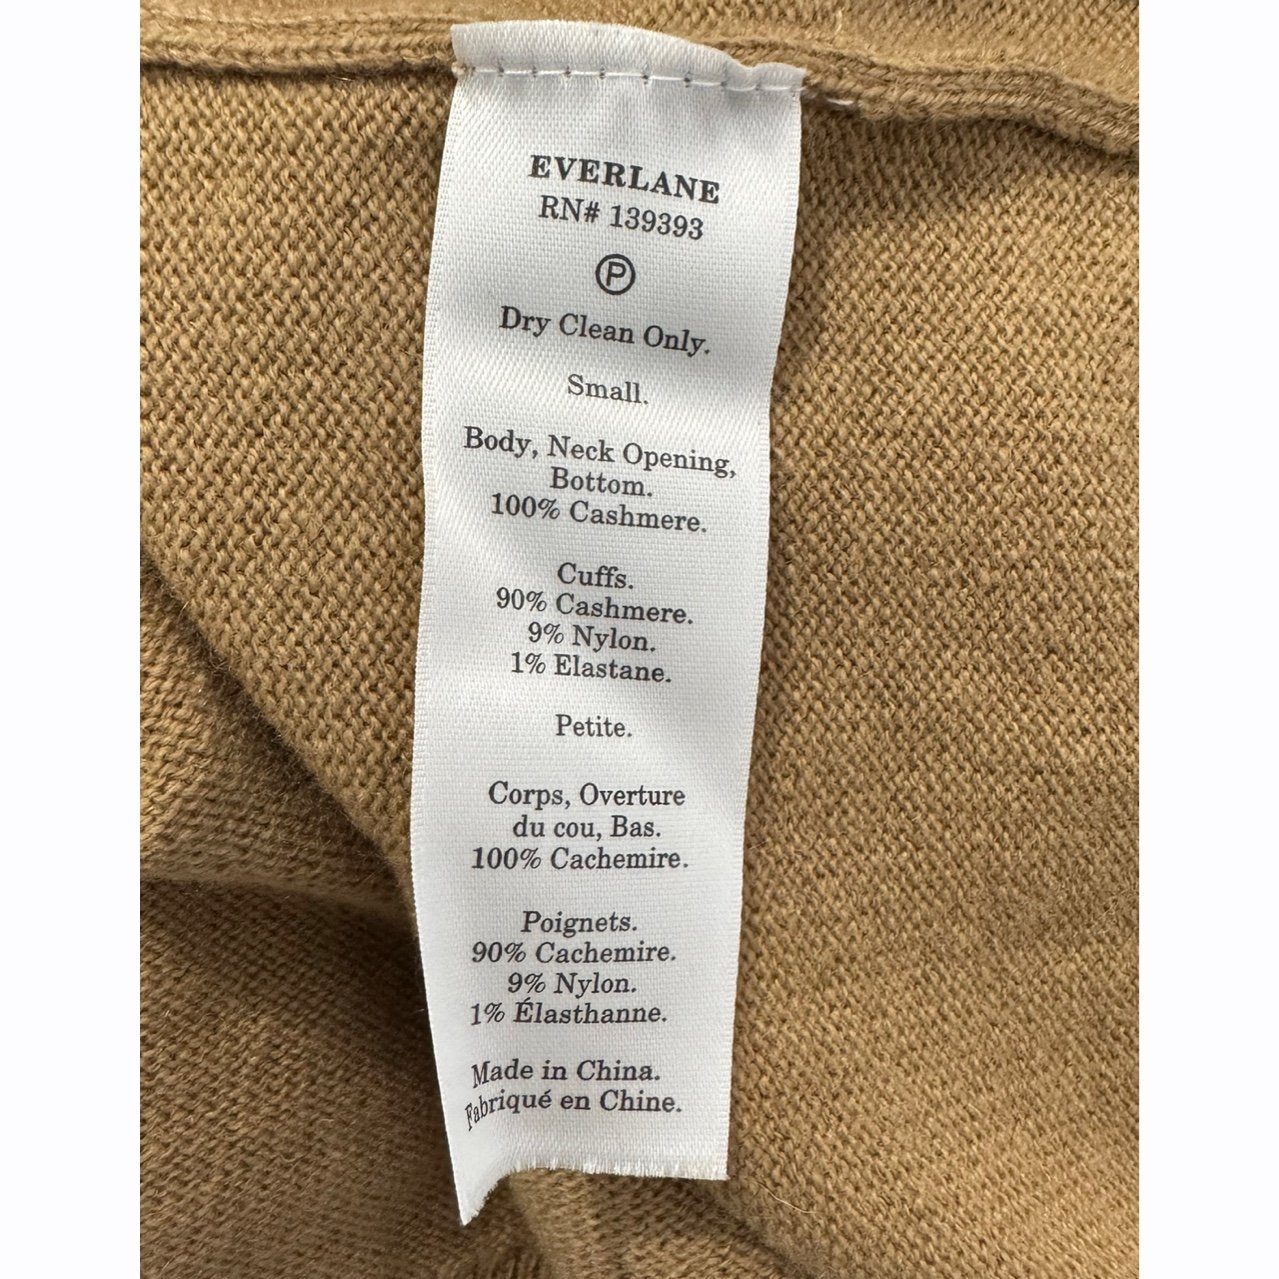 EVERLANE
RN# 139393
P
Dry Clean Only.
Small.
Body, Neck Opening,
Bottom.
100% Cashmere.
Cuffs.
90% Cashmere.
9% Nylon.
1% Elastane.
Petite.
Corps, Overture
du cou, Bas.
100% Cachemire.
Poignets.
90% Cachemire.
9% Nylon.
1% Élasthanne.
Made in China.
Fabriqué en Chine.